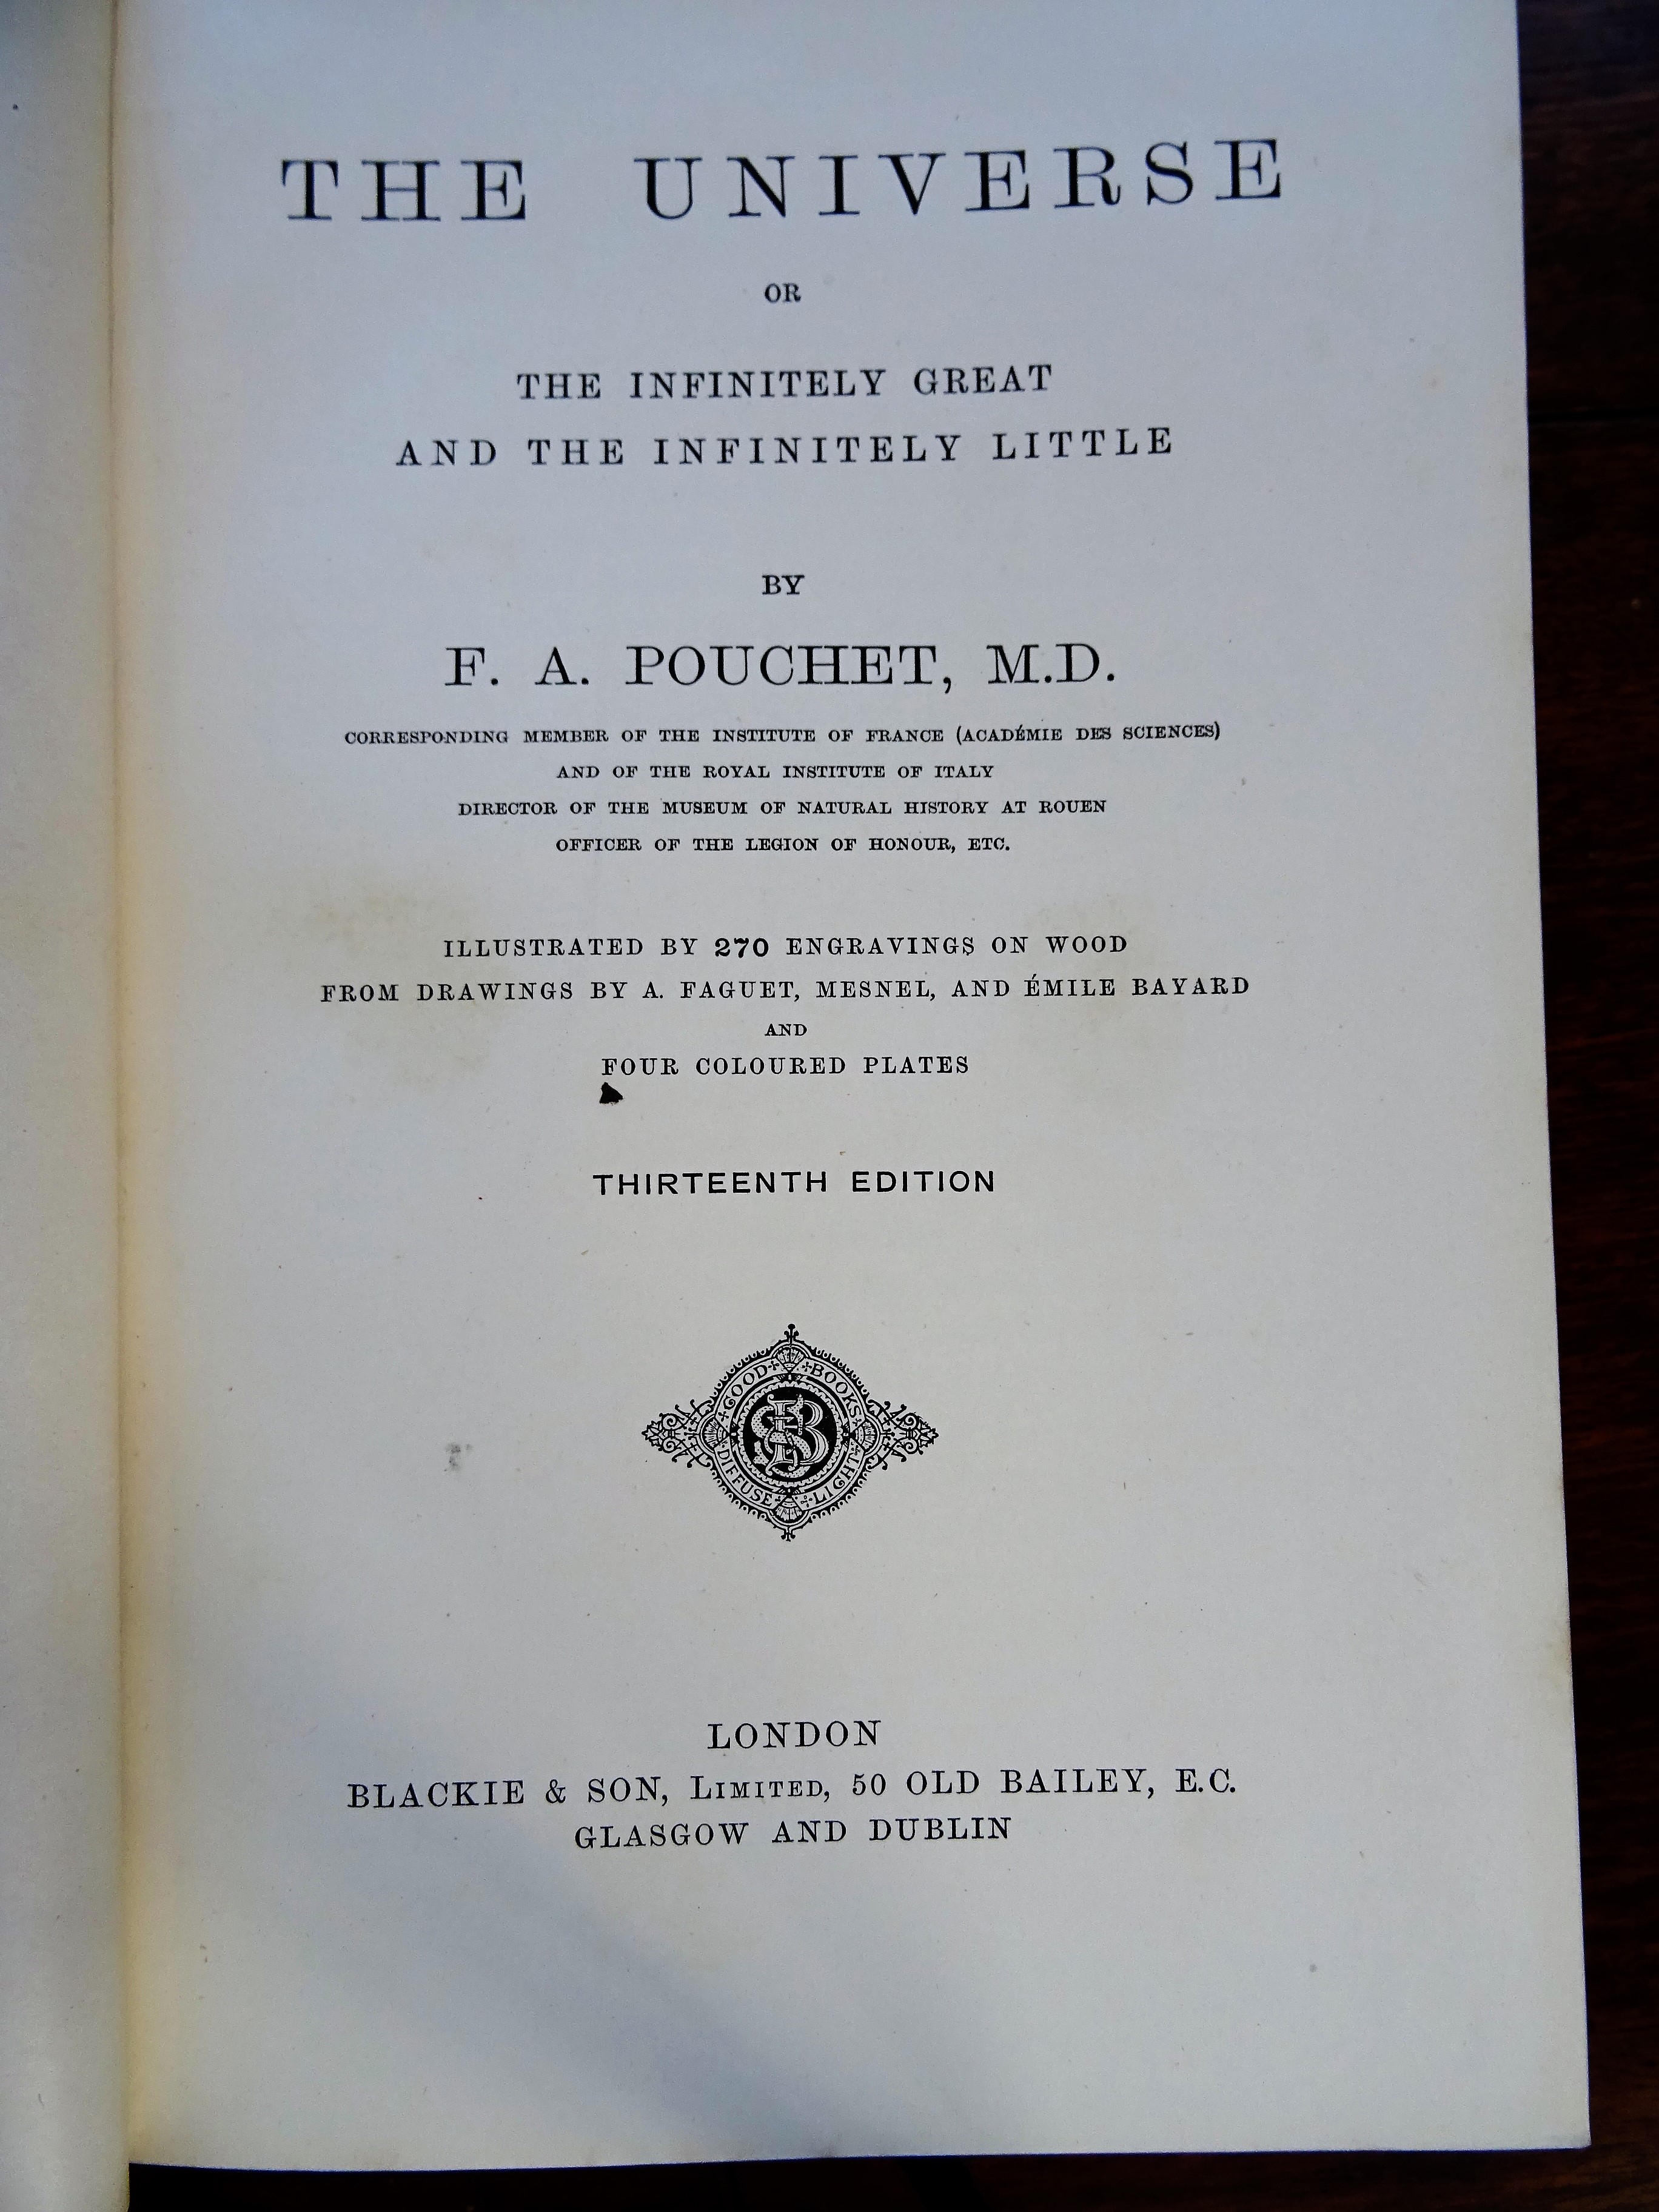 THE UNIVERSE
OR
THE INFINITELY GREAT
AND THE INFINITELY LITTLE
BY
F. A. POUCHET, M.D.
CORRESPONDING MEMBER OF THE INSTITUTE OF FRANCE (ACADÉMIE DES SCIENCES)
AND OF THE ROYAL INSTITUTE OF ITALY
DIRECTOR OF THE MUSEUM OF NATURAL HISTORY AT ROUEN
OFFICER OF THE LEGION OF HONOUR, ETC.
ILLUSTRATED BY 270 ENGRAVINGS ON WOOD
FROM DRAWINGS BY A. FAGUET, MESNEL, AND ÉMILE BAYARD
AND
FOUR COLOURED PLATES
THIRTEENTH EDITION
GOOD BOOKS
DIFFUSE LIGHT
LONDON
BLACKIE & SON, LIMITED, 50 OLD BAILEY, E.C.
GLASGOW AND DUBLIN